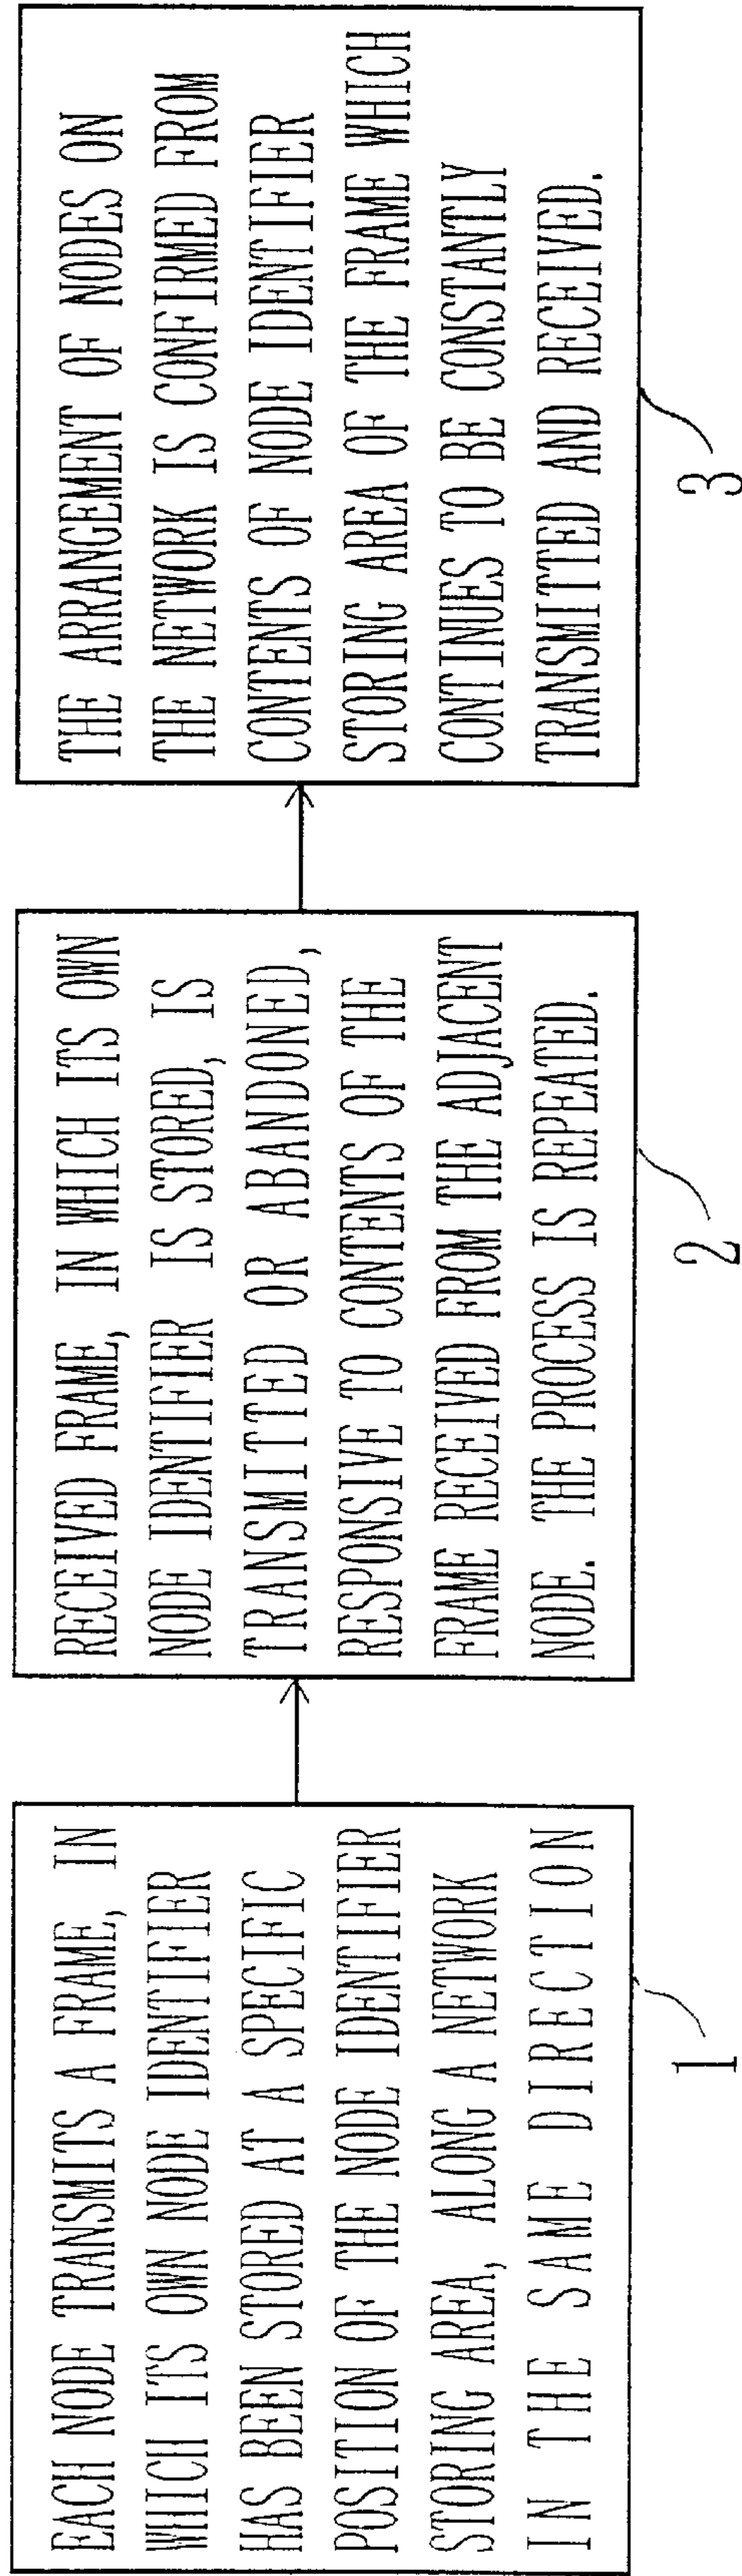 EACH NODE TRANSMITS A FRAME, IN
WHICH ITS OWN NODE IDENTIFIER
HAS BEEN STORED AT A SPECIFIC
POSITION OF THE NODE IDENTIFIER
STORING AREA, ALONG A NETWORK
IN THE SAME DIRECTION
1
RECEIVED FRAME, IN WHICH ITS OWN
NODE IDENTIFIER IS STORED, IS
TRANSMITTED OR ABANDONED,
RESPONSIVE TO CONTENTS OF THE
FRAME RECEIVED FROM THE ADJACENT
NODE. THE PROCESS IS REPEATED.
2
THE ARRANGEMENT OF NODES ON
THE NETWORK IS CONFIRMED FROM
CONTENTS OF NODE IDENTIFIER
STORING AREA OF THE FRAME WHICH
CONTINUES TO BE CONSTANTLY
TRANSMITTED AND RECEIVED.
3